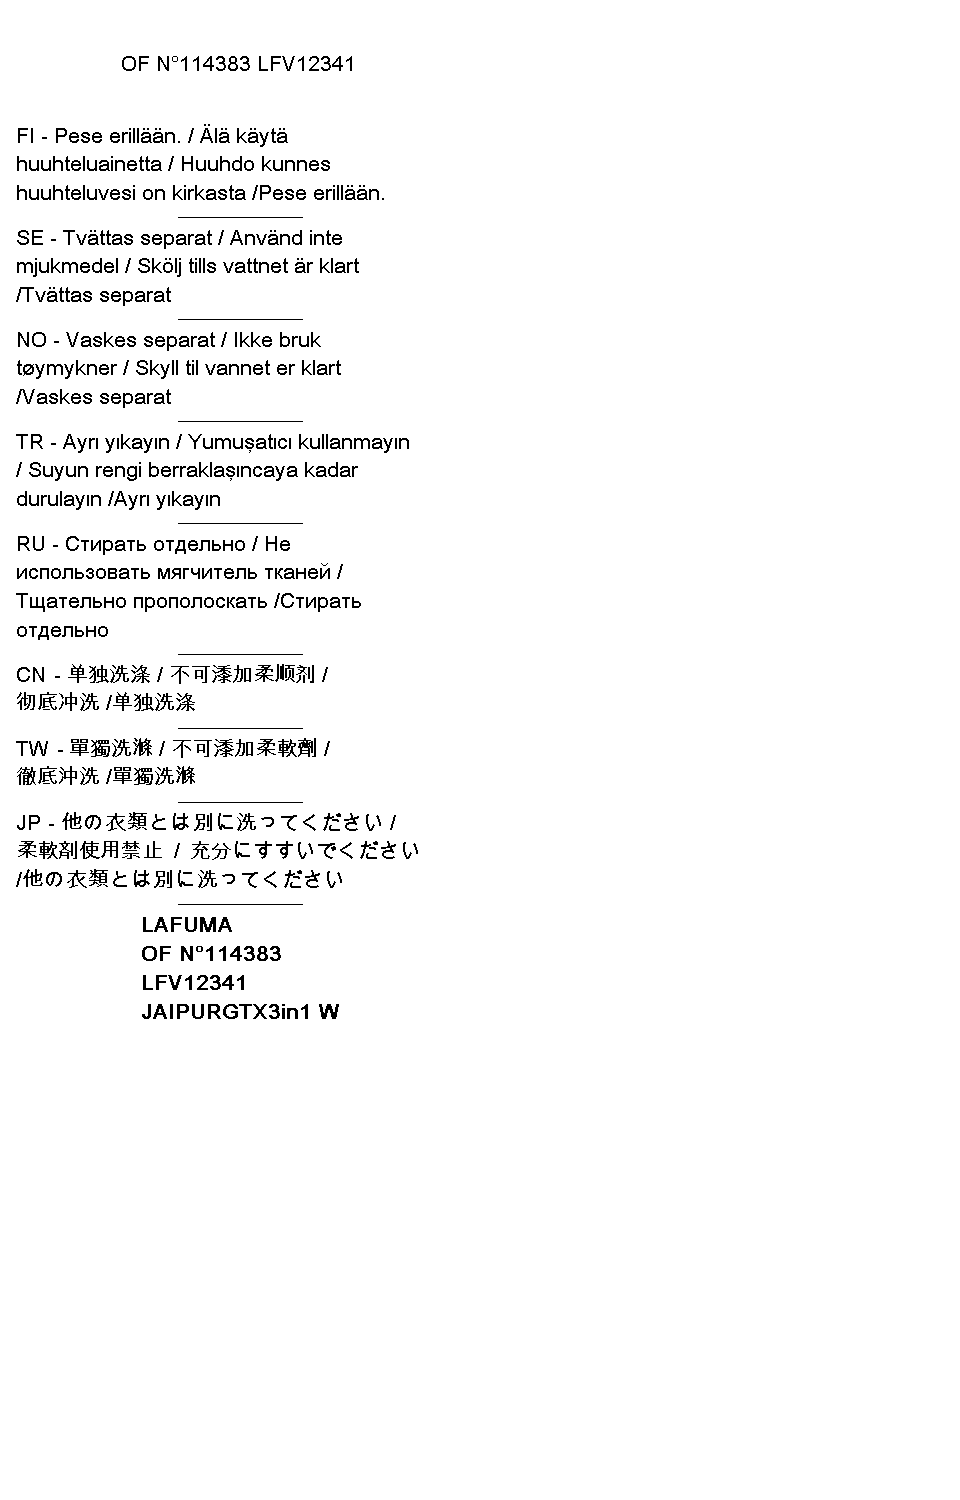 OF N°114383 LFV12341
FI - Pese erillään. / Älä käytä
huuhteluainetta / Huuhdo kunnes
huuhteluvesi on kirkasta /Pese erillään.
SE - Tvättas separat / Använd inte
mjukmedel / Skölj tills vattnet är klart
/Tvättas separat
NO - Vaskes separat / Ikke bruk
tøymykner / Skyll til vannet er klart
/Vaskes separat
TR - Ayrı yıkayın / Yumuşatıcı kullanmayın
/ Suyun rengi berraklaşıncaya kadar
durulayın /Ayrı yıkayın
RU - Стирать отдельно / Не
использовать мягчитель тканей /
Тщательно прополоскать /Стирать
отдельно
CN - 单独洗涤 / 不可漆加柔顺剂 /
彻底冲洗 /单独洗涤
TW - 單獨洗滌 / 不可漆加柔軟劑 /
徹底沖洗 /單獨洗滌
JP - 他の衣類とは別に洗ってください /
柔軟剤使用禁止 / 充分にすすいでください
/他の衣類とは別に洗ってください
LAFUMA
OF N°114383
LFV12341
JAIPURGTX3in1 W